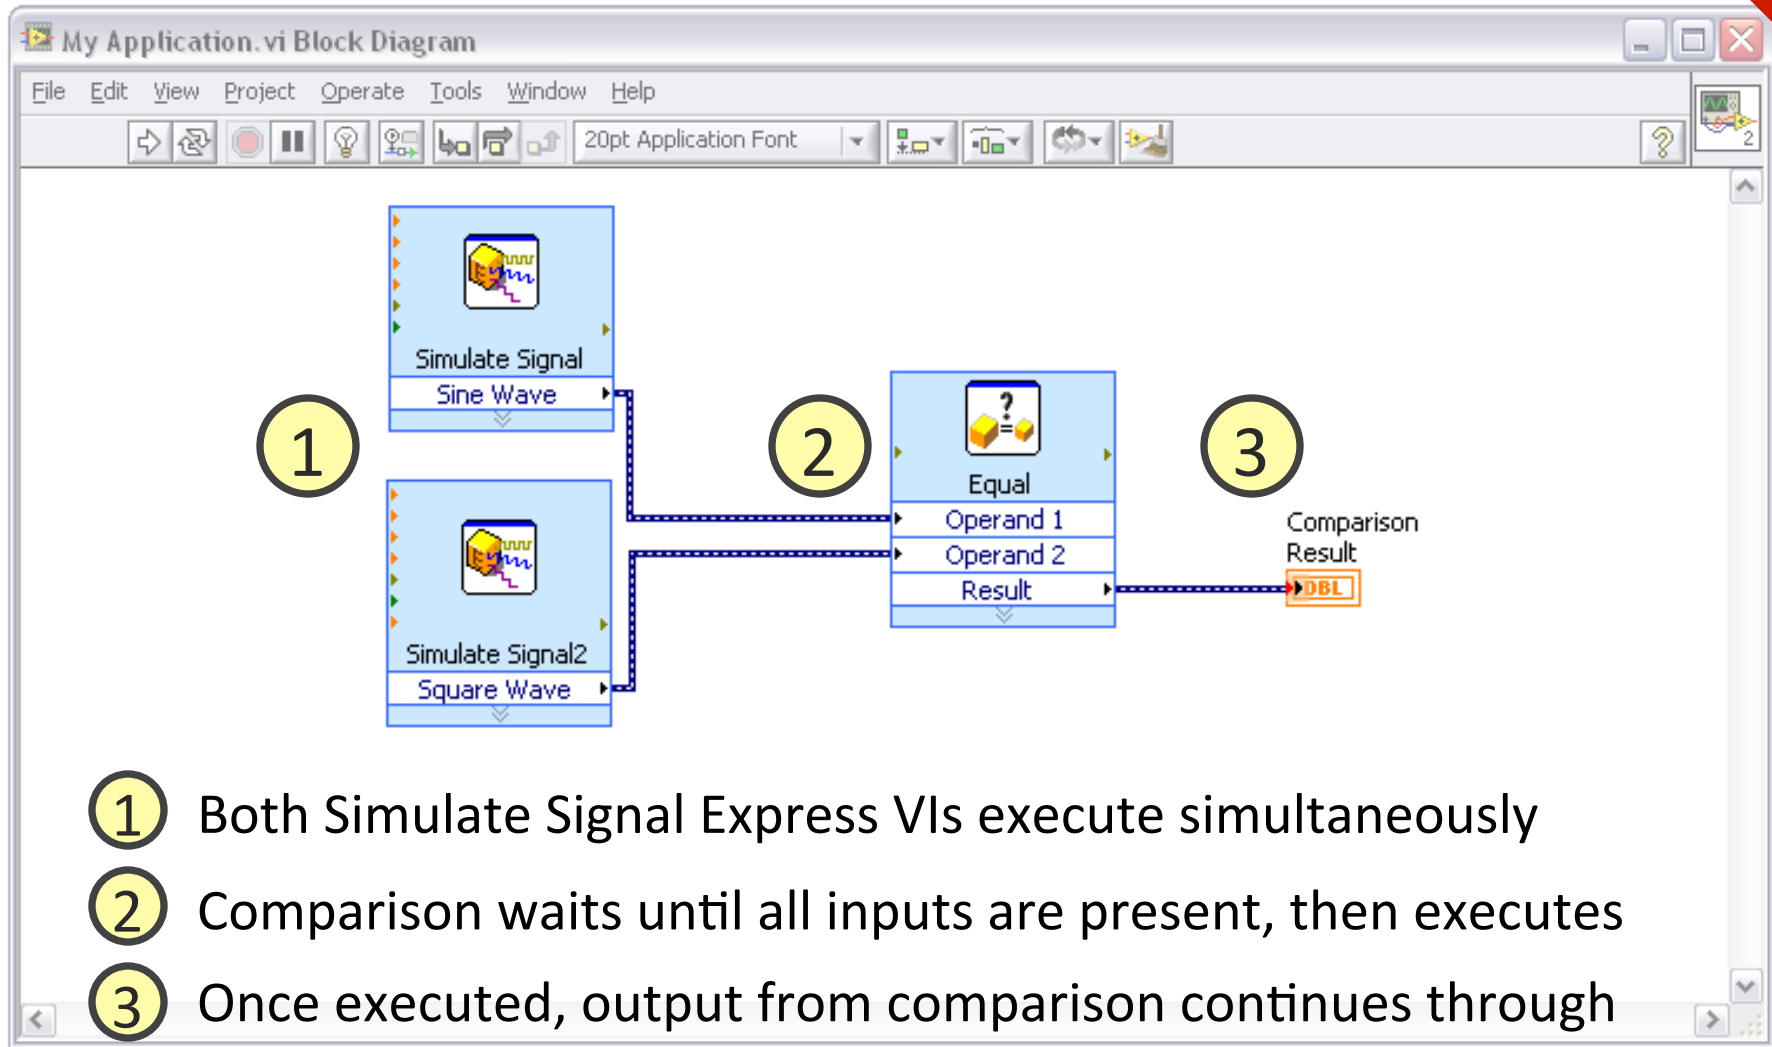 My Application.vi Block Diagram
File Edit View Project Operate Tools Window Help
20pt Application Font
2
Simulate Signal
Sine Wave
1
2
3
?
=
Equal
Operand 1
Operand 2
Result
Comparison
Result
DBL
Simulate Signal2
Square Wave
1 Both Simulate Signal Express VIs execute simultaneously
2 Comparison waits until all inputs are present, then executes
3 Once executed, output from comparison continues through